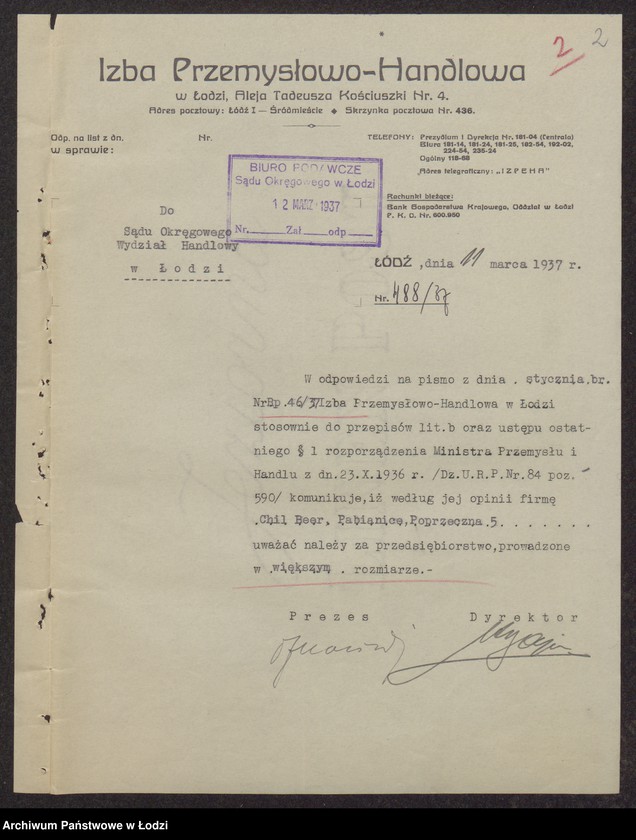 2 2
Izba Przemysłowo-Handlowa
w Łodzi, Aleja Tadeusza Kościuszki Nr. 4.
Adres pocztowy: Łódź I — Śródmieście ◆ Skrzynka pocztowa Nr. 436.
Odp. na list z dn. Nr.
w sprawie:
TELEFONY: Prezydium i Dyrekcja Nr. 181-04 (Centrala)
Biura 181-14, 181-24, 181-25, 182-54, 192-02,
224-54, 235-24
Ogólny 118-68
Adres telegraficzny: „IZPEHA"
Rachunki bieżące:
Bank Gospodarstwa Krajowego, Oddział w Łodzi
P. K. O. Nr. 600.950
BIURO PODAWCZE
Sądu Okręgowego w Łodzi
12 MARZ 1937
Nr. Zał odp
Do
Sądu Okręgowego
Wydział Handlowy
w Łodzi
ŁÓDŹ, dnia 11 marca 1937 r.
Nr. 488/37
W odpowiedzi na pismo z dnia . stycznia.br.
NrBp.46/37Izba Przemysłowo-Handlowa w Łodzi
stosownie do przepisów lit.b oraz ustępu ostat-
niego § 1 rozporządzenia Ministra Przemysłu i
Handlu z dn.23.X.1936 r. /Dz.U.R.P.Nr.84 poz.
590/ komunikuje,iż według jej opinii firmę
.Chil Beer, Pabianice,Poprzeczna 5. . . . . . .
uważać należy za przedsiębiorstwo,prowadzone
w .większym . rozmiarze.-
Prezes Dyrektor
Archiwum Państwowe w Łodzi